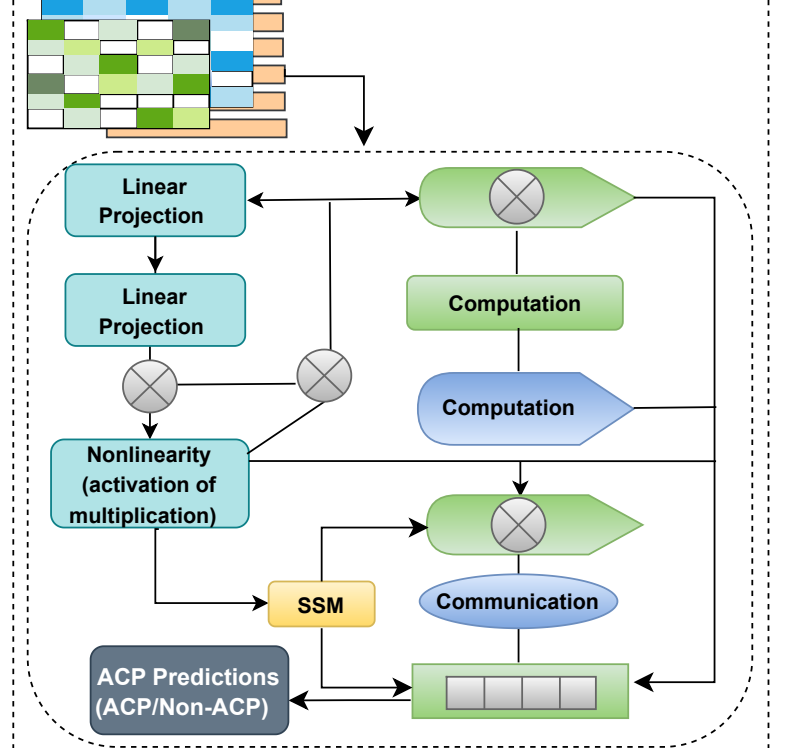 Linear
Projection
Linear
Projection
Computation
Computation
Nonlinearity
(activation of
multiplication)
SSM
Communication
ACP Predictions
(ACP/Non-ACP)